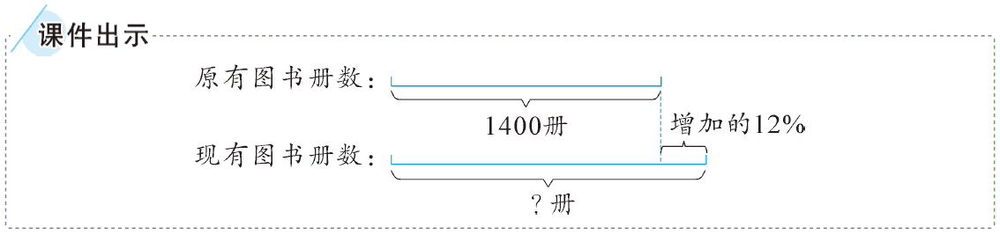 课件出示
原有图书册数：
1400册
增加的12%
现有图书册数：
？册